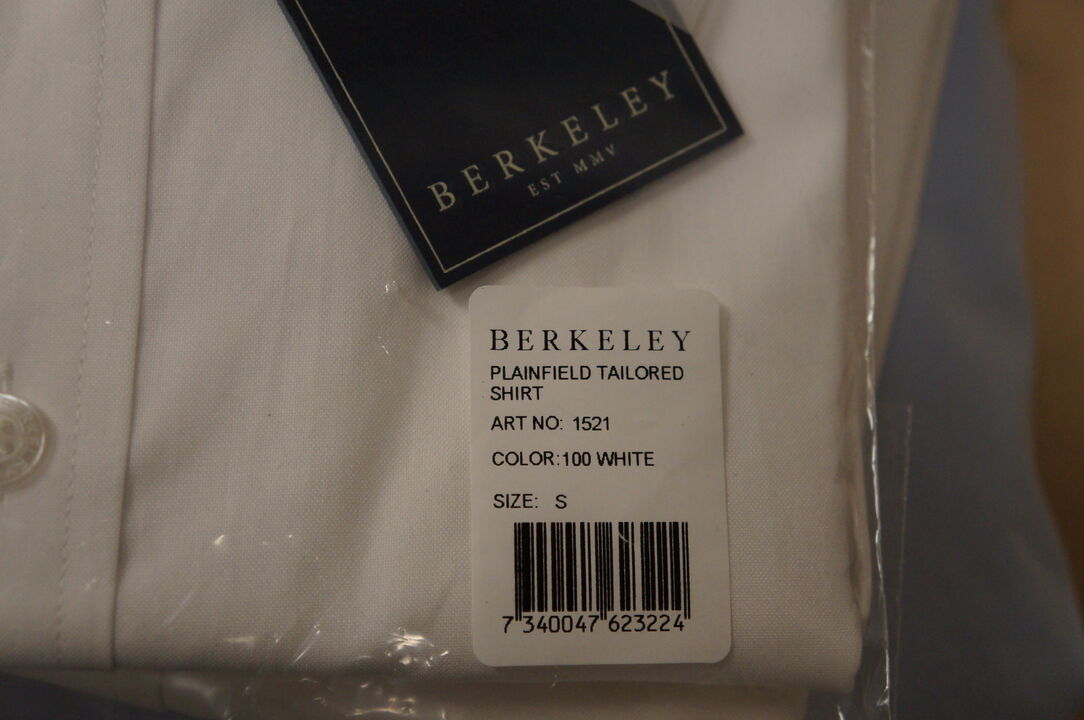 BERKELEY
EST MMV
BERKELEY
PLAINFIELD TAILORED
SHIRT
ART NO: 1521
COLOR:100 WHITE
SIZE: S
7 340047 623224